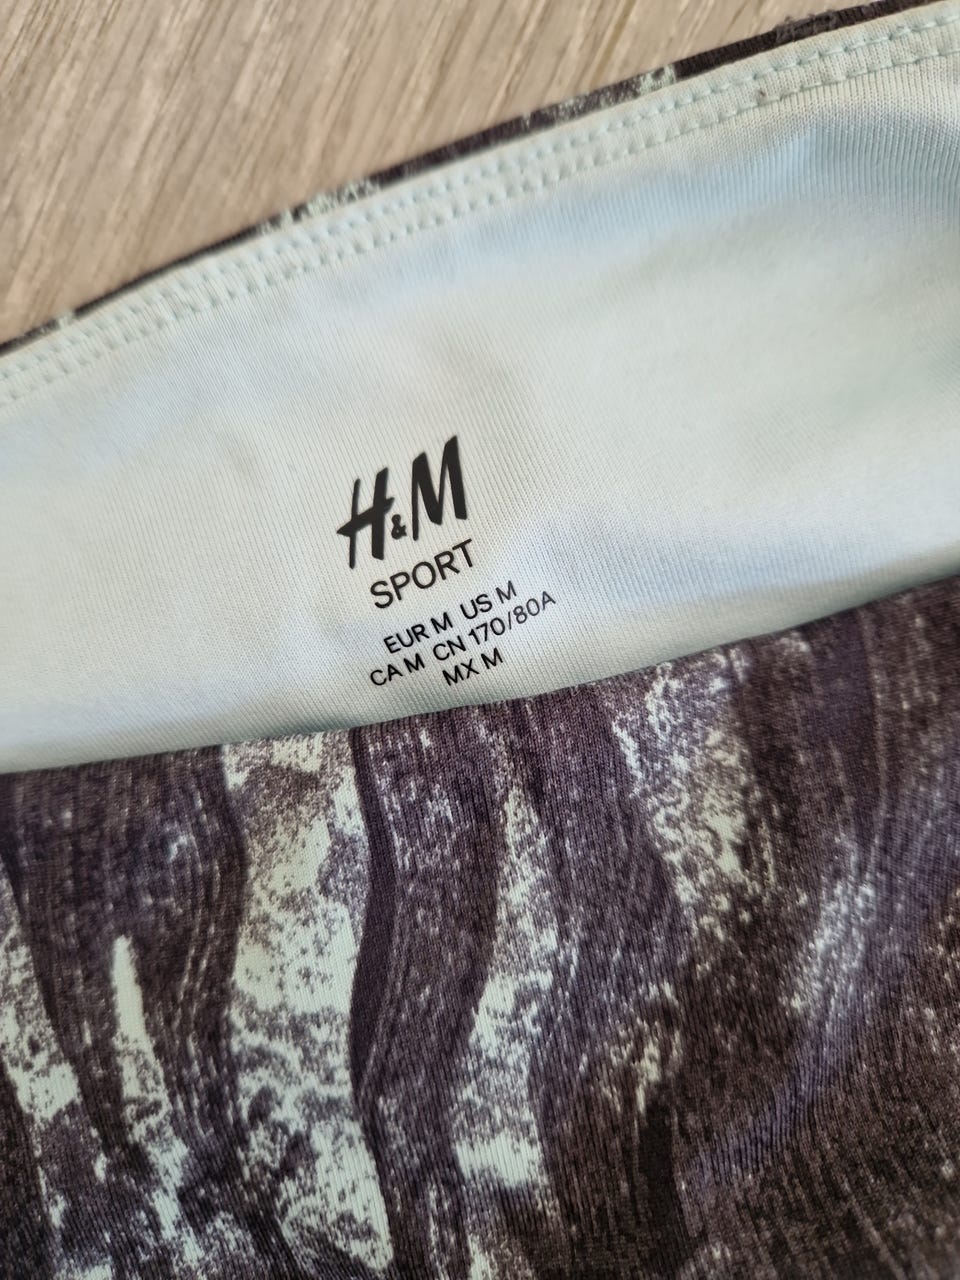 H&M
SPORT
EUR M US M
CA M CN 170/80A
MX M